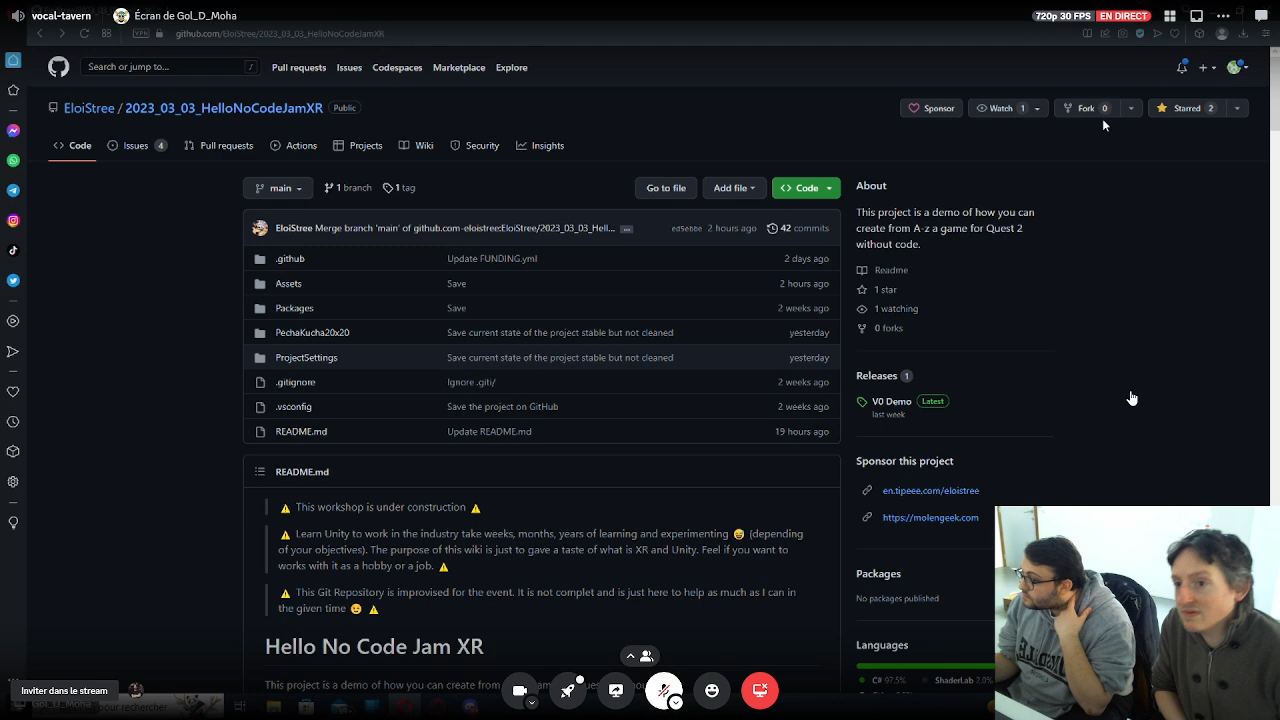 vocal-tavern
Écran de Gol_D_Moha
720p 30 FPS
EN DIRECT
VPN
github.com/EloiStree/2023_03_03_HelloNoCodeJamXR
Search or jump to...
/
Pull requests
Issues
Codespaces
Marketplace
Explore
EloiStree / 2023_03_03_HelloNoCodeJamXR
Public
Sponsor
Watch 1
Fork 0
Starred 2
Code
Issues 4
Pull requests
Actions
Projects
Wiki
Security
Insights
main
1 branch
1 tag
Go to file
Add file
Code
EloiStree Merge branch 'main' of github.com-eloistree:EloiStree/2023_03_03_Hell...
ed5ebbe 2 hours ago
42 commits
.github Update FUNDING.yml 2 days ago
Assets Save 2 hours ago
Packages Save 2 weeks ago
PechaKucha20x20 Save current state of the project stable but not cleaned yesterday
ProjectSettings Save current state of the project stable but not cleaned yesterday
.gitignore Ignore .giti/ 2 weeks ago
.vsconfig Save the project on GitHub 2 weeks ago
README.md Update README.md 19 hours ago
README.md
⚠ This workshop is under construction ⚠
⚠ Learn Unity to work in the industry take weeks, months, years of learning and experimenting 😅 (depending
of your objectives). The purpose of this wiki is just to gave a taste of what is XR and Unity. Feel if you want to
works with it as a hobby or a job. ⚠
⚠ This Git Repository is improvised for the event. It is not complet and is just here to help as much as I can in
the given time 😉 ⚠
Hello No Code Jam XR
This project is a demo of how you can create from
About
This project is a demo of how you can
create from A-z a game for Quest 2
without code.
Readme
1 star
1 watching
0 forks
Releases 1
V0 Demo Latest
last week
Sponsor this project
en.tipeee.com/eloistree
https://molengeek.com
Packages
No packages published
Languages
C# 97.5%
ShaderLab 2.0%
Inviter dans le stream
Gol_D_Moha
pour rechercher